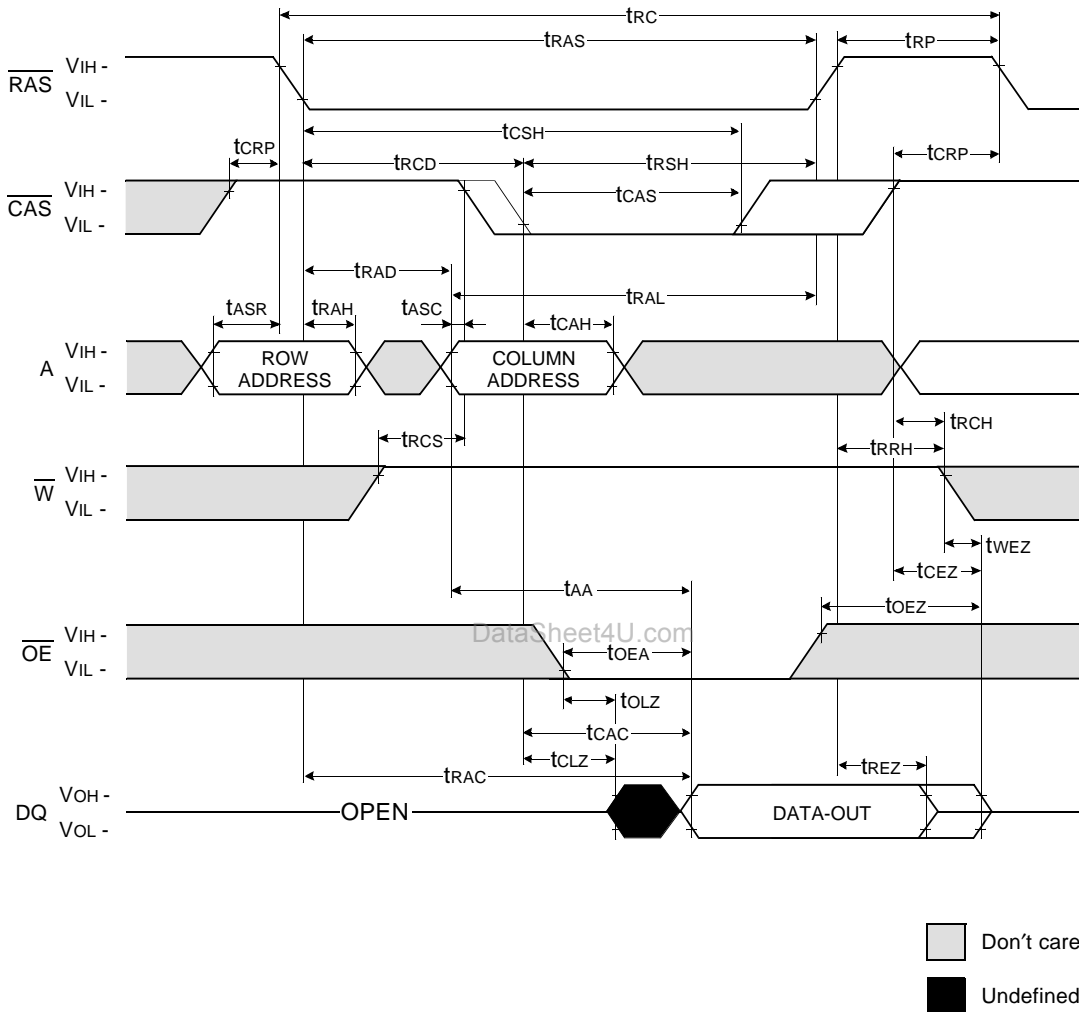 tRC
tRAS
tRP
RAS
VIH -
VIL -
tCSH
tCRP
tRCD
tRSH
tCRP
CAS
VIH -
VIL -
tCAS
tRAD
tRAL
tASR
tRAH
tASC
tCAH
A
VIH -
VIL -
ROW
ADDRESS
COLUMN
ADDRESS
tRCH
tRCS
tRRH
W
VIH -
VIL -
tWEZ
tCEZ
tAA
tOEZ
DataSheet4U.com
OE
VIH -
VIL -
tOEA
tOLZ
tCAC
tCLZ
tREZ
tRAC
DQ
VOH -
VOL -
OPEN
DATA-OUT
Don't care
Undefined